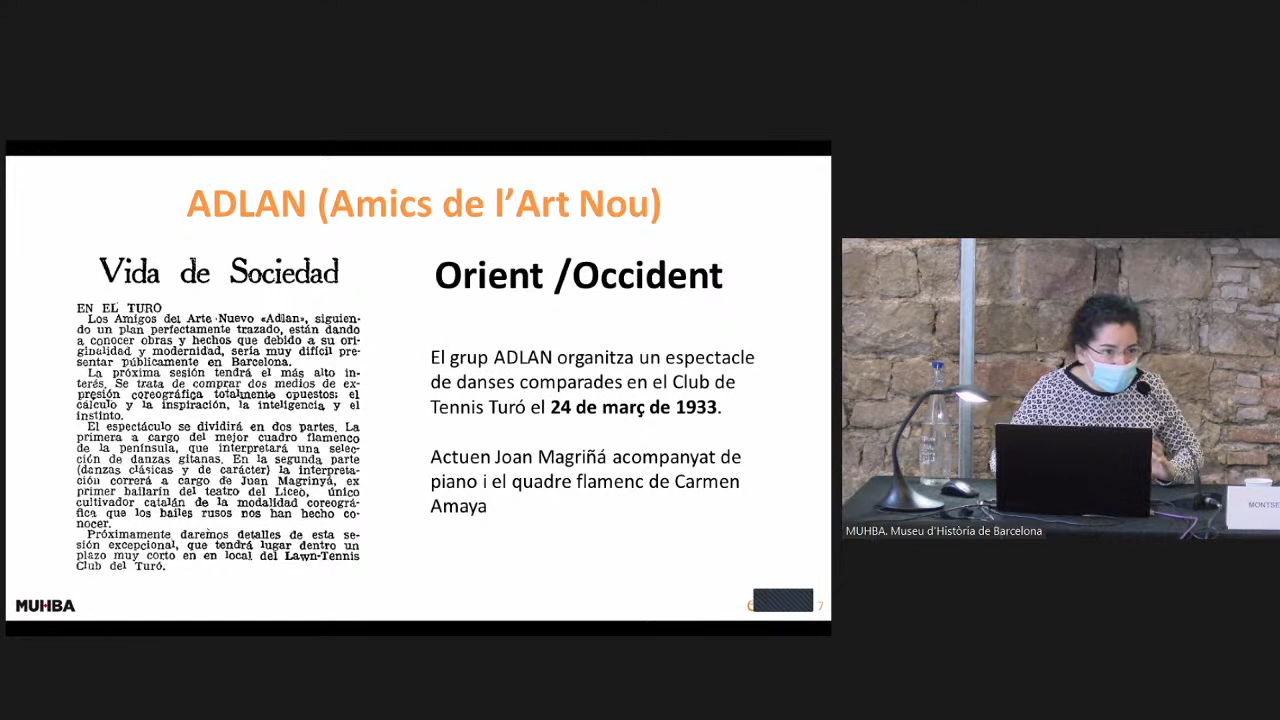 ADLAN (Amics de l'Art Nou)
Vida de Sociedad
EN EL TURO
Los Amigos del Arte Nuevo «Adlan», siguien-
do un plan perfectamente trazado, están dando
a conocer obras y hechos que debido a su ori-
ginalidad y modernidad, sería muy difícil pre-
sentar públicamente en Barcelona.
La próxima sesión tendrá el más alto in-
terés. Se trata de comprar dos medios de ex-
presión coreográfica totalmente opuestos: el
cálculo y la inspiración, la inteligencia y el
instinto.
El espectáculo se dividirá en dos partes. La
primera a cargo del mejor cuadro flamenco
de la península, que interpretará una selec-
ción de danzas gitanas. En la segunda parte
(danzas clásicas y de carácter) la interpreta-
ción correrá a cargo de Juan Magrinyá, ex
primer bailarín del teatro del Liceo, único
cultivador catalán de la modalidad coreográ-
fica que los bailes rusos nos han hecho co-
nocer.
Próximamente daremos detalles de esta se-
sión excepcional, que tendrá lugar dentro un
plazo muy corto en en local del Lawn-Tennis
Club del Turó.
Orient /Occident
El grup ADLAN organitza un espectacle
de danses comparades en el Club de
Tennis Turó el 24 de març de 1933.
Actuen Joan Magriñá acompanyat de
piano i el quadre flamenc de Carmen
Amaya
MUHBA
7
MONTSE
MUHBA. Museu d'Història de Barcelona